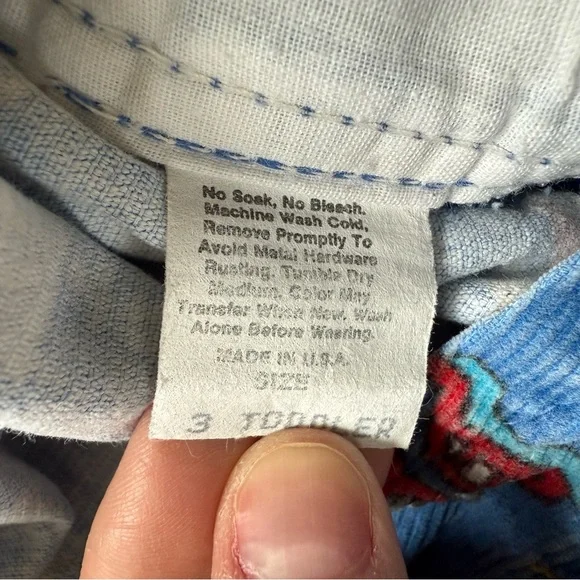 No Soak, No Bleach.
Machine Wash Cold,
Remove Promptly To
Avoid Metal Hardware
Rusting. Tumble Dry
Medium. Color May
Transfer When New. Wash
Alone Before Wearing.
MADE IN U.S.A.
SIZE
3 TODDLER